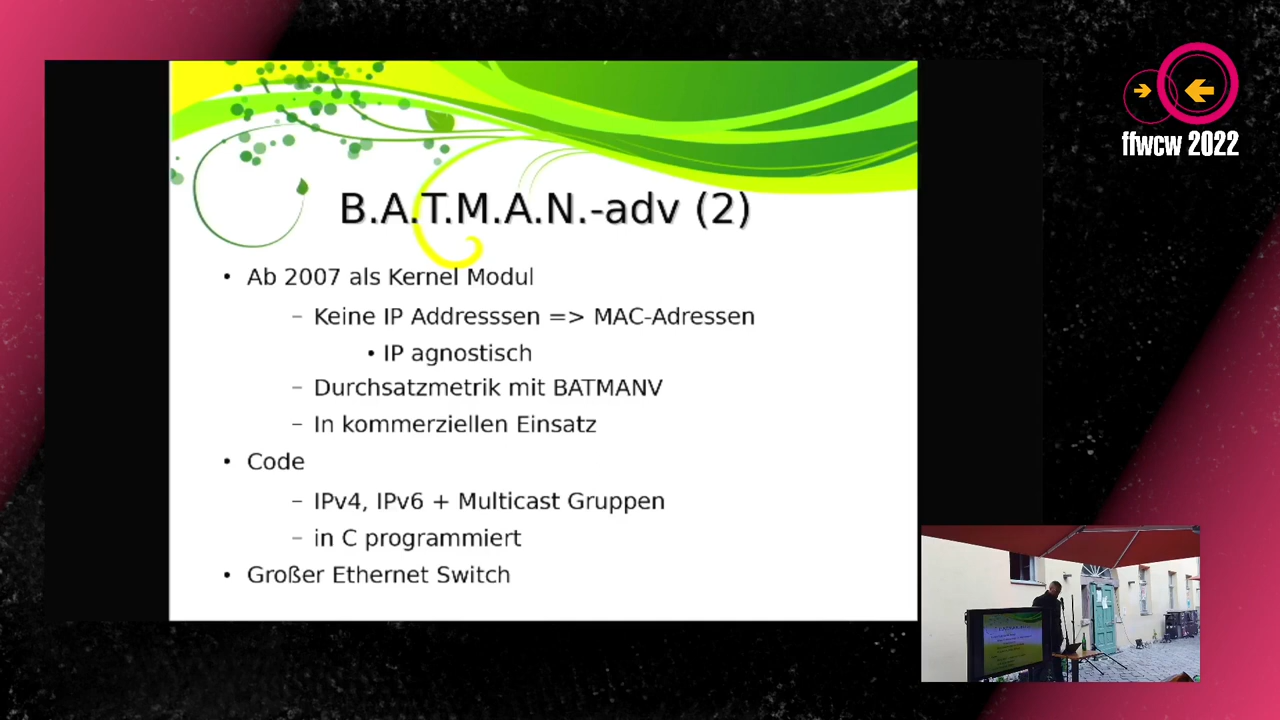 ffwcw 2022
B.A.T.M.A.N.-adv (2)
• Ab 2007 als Kernel Modul
– Keine IP Addresssen => MAC-Adressen
• IP agnostisch
– Durchsatzmetrik mit BATMANV
– In kommerziellen Einsatz
• Code
– IPv4, IPv6 + Multicast Gruppen
– in C programmiert
• Großer Ethernet Switch